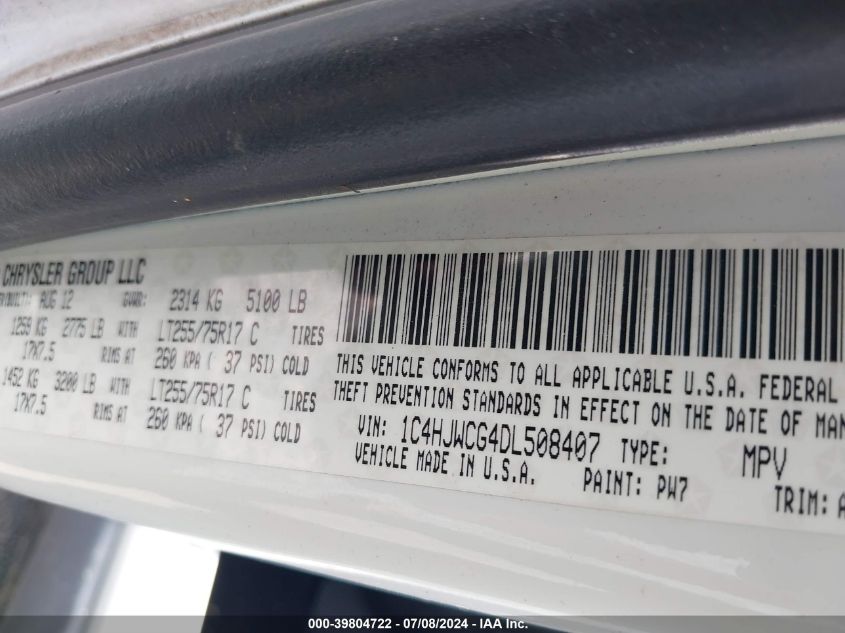 CHRYSLER GROUP LLC
BUILT: AUG 12 GVWR: 2314 KG 5100 LB
1259 KG 2775 LB WITH LT255/75R17 C TIRES
17X7.5 RIMS AT 260 KPA ( 37 PSI) COLD
1452 KG 3200 LB WITH LT255/75R17 C TIRES
17X7.5 RIMS AT 260 KPA ( 37 PSI) COLD
THIS VEHICLE CONFORMS TO ALL APPLICABLE U.S.A. FEDERAL
THEFT PREVENTION STANDARDS IN EFFECT ON THE DATE OF MAN
VIN: 1C4HJWCG4DL508407 TYPE: MPV
VEHICLE MADE IN U.S.A. PAINT: PW7 TRIM: A
000-39804722 - 07/08/2024 - IAA, Inc.